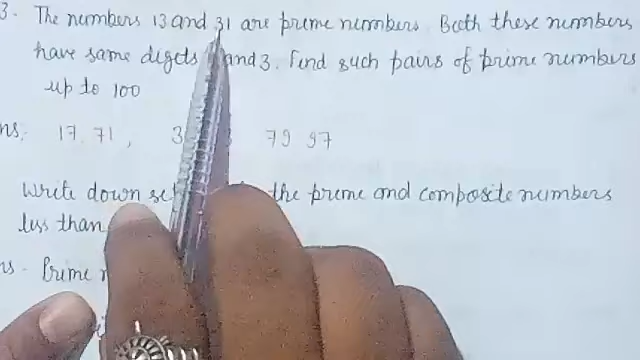 3. The numbers 13 and 31 are prime numbers. Both these numbers
have same digits and 3. Find such pairs of prime numbers
up to 100
ns. 17, 71, 3 79 97
Write down the prime and composite numbers
less than
ns - Prime